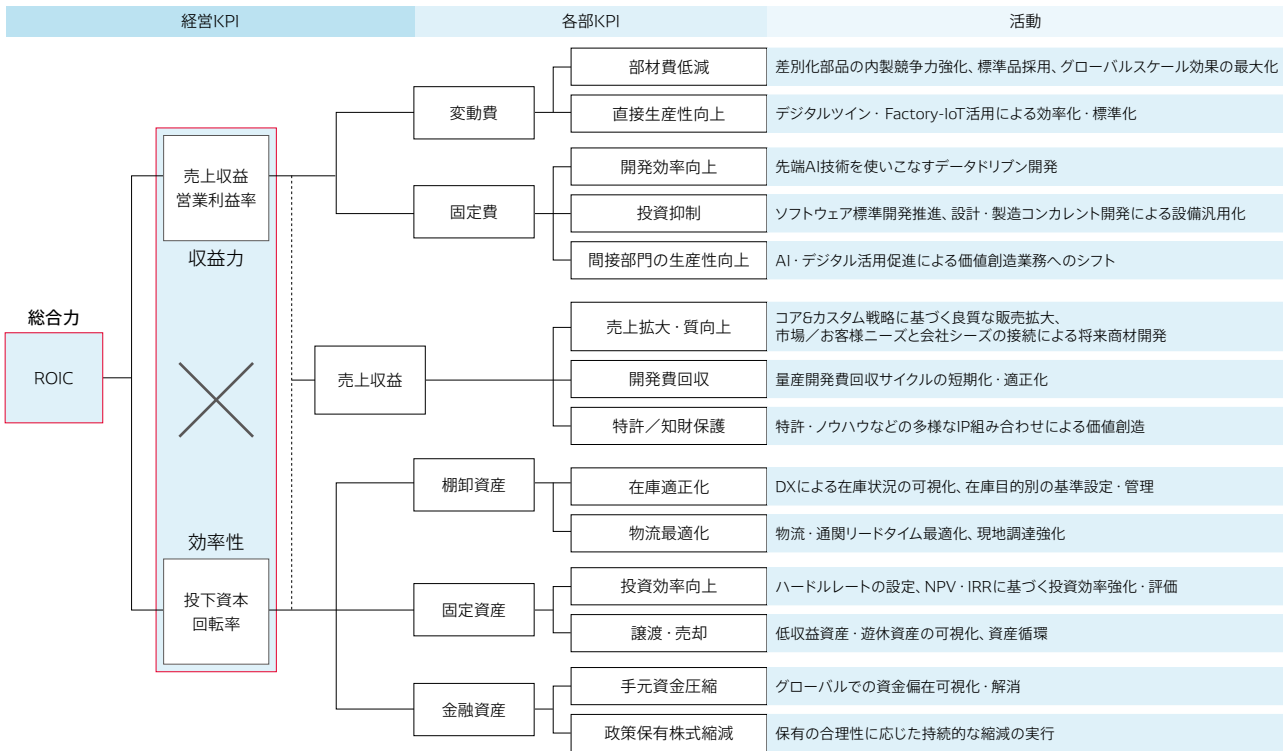 経営KPI
各部KPI
活動
部材費低減
差別化部品の内製競争力強化、標準品採用、グローバルスケール効果の最大化
変動費
直接生産性向上
デジタルツイン・Factory-IoT活用による効率化・標準化
売上収益
営業利益率
開発効率向上
先端AI技術を使いこなすデータドリブン開発
固定費
投資抑制
ソフトウェア標準開発推進、設計・製造コンカレント開発による設備汎用化
収益力
間接部門の生産性向上
AI・デジタル活用促進による価値創造業務へのシフト
総合力
ROIC
売上拡大・質向上
コア&カスタム戦略に基づく良質な販売拡大、
市場／お客様ニーズと会社シーズの接続による将来商材開発
売上収益
開発費回収
量産開発費回収サイクルの短期化・適正化
特許／知財保護
特許・ノウハウなどの多様なIP組み合わせによる価値創造
棚卸資産
在庫適正化
DXによる在庫状況の可視化、在庫目的別の基準設定・管理
効率性
物流最適化
物流・通関リードタイム最適化、現地調達強化
投下資本
回転率
投資効率向上
ハードルレートの設定、NPV・IRRに基づく投資効率強化・評価
固定資産
譲渡・売却
低収益資産・遊休資産の可視化、資産循環
手元資金圧縮
グローバルでの資金偏在可視化・解消
金融資産
政策保有株式縮減
保有の合理性に応じた持続的な縮減の実行